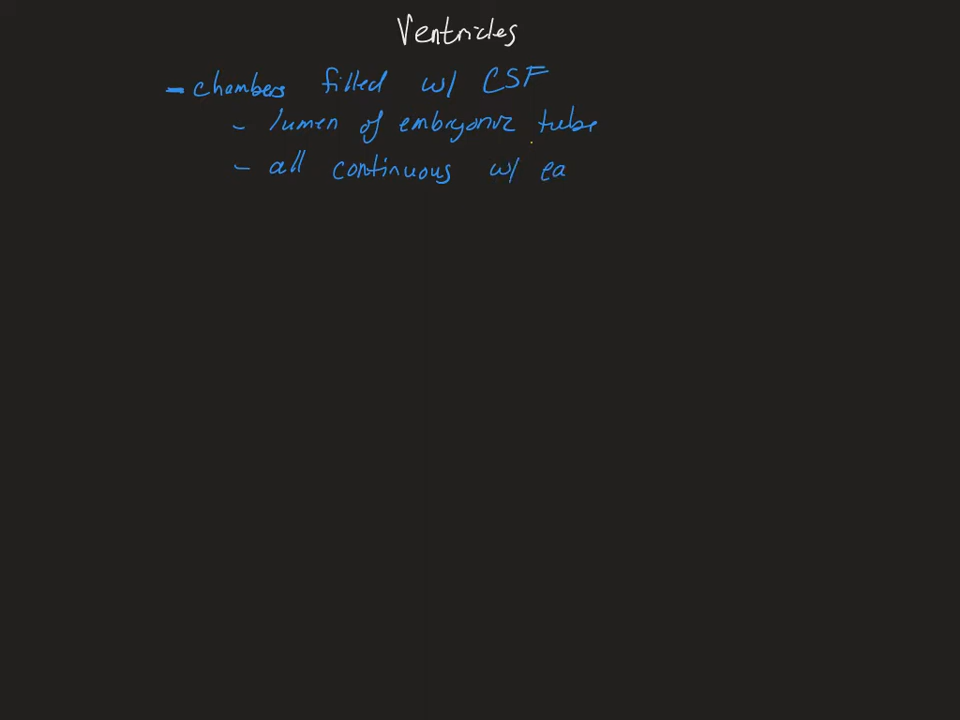 Ventricles
- chambers filled w/ CSF
- lumen of embryonic tube
- all continuous w/ ea